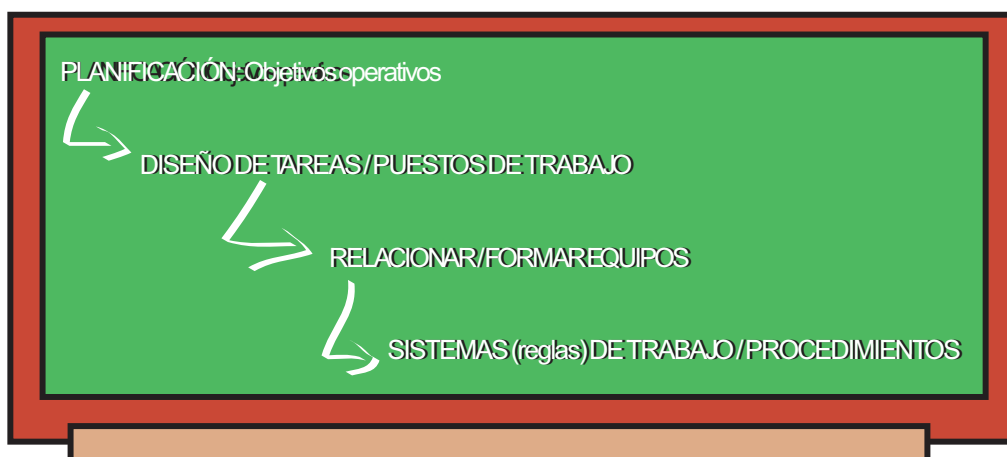 PLANIFICACIÓN: Objetivos operativos
DISEÑO DE TAREAS / PUESTOS DE TRABAJO
RELACIONAR / FORMAR EQUIPOS
SISTEMAS (reglas) DE TRABAJO / PROCEDIMIENTOS